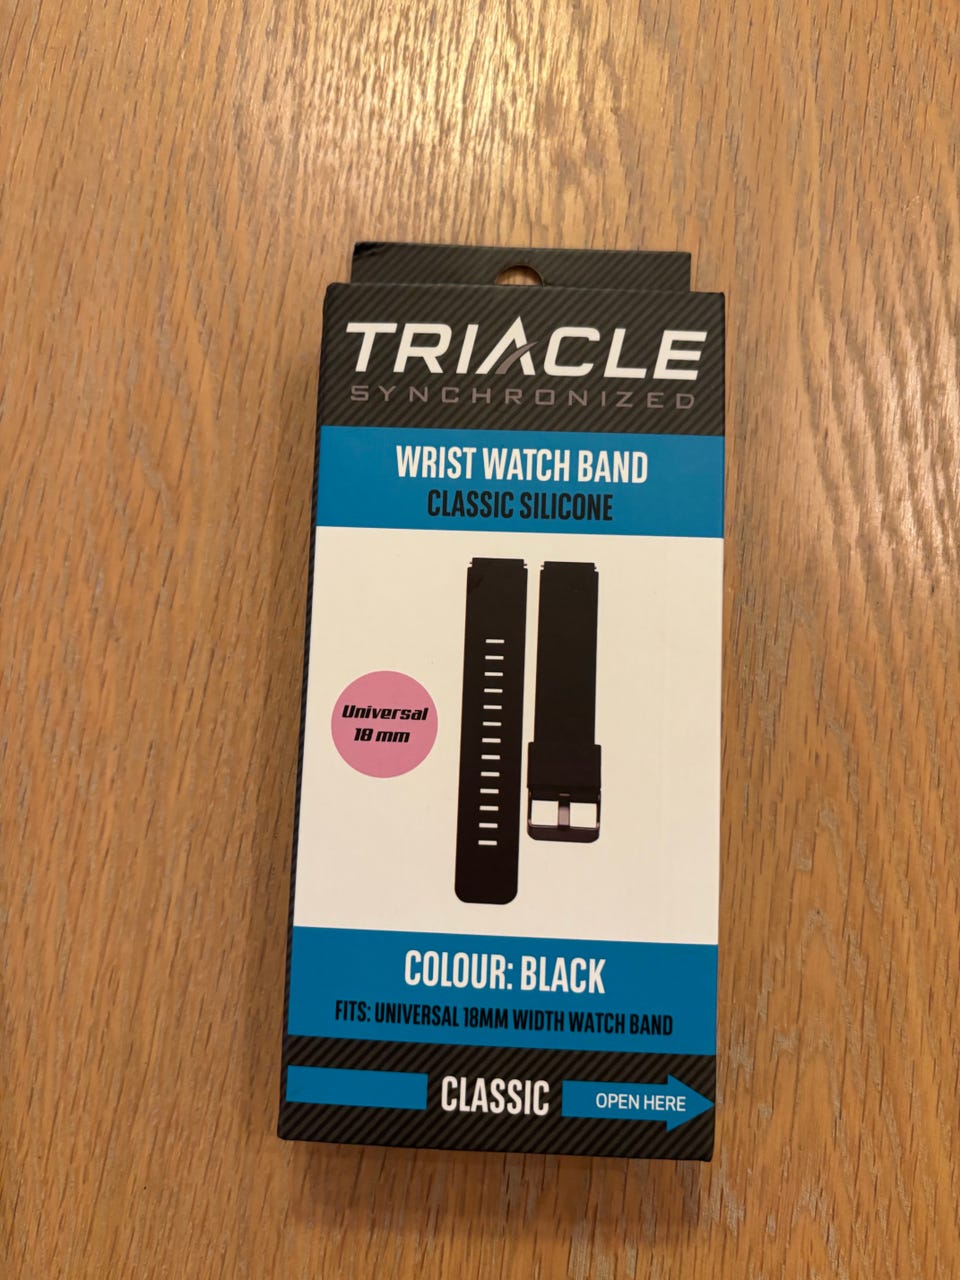 TRIACLE
SYNCHRONIZED
WRIST WATCH BAND
CLASSIC SILICONE
Universal
18 mm
COLOUR: BLACK
FITS: UNIVERSAL 18MM WIDTH WATCH BAND
CLASSIC
OPEN HERE